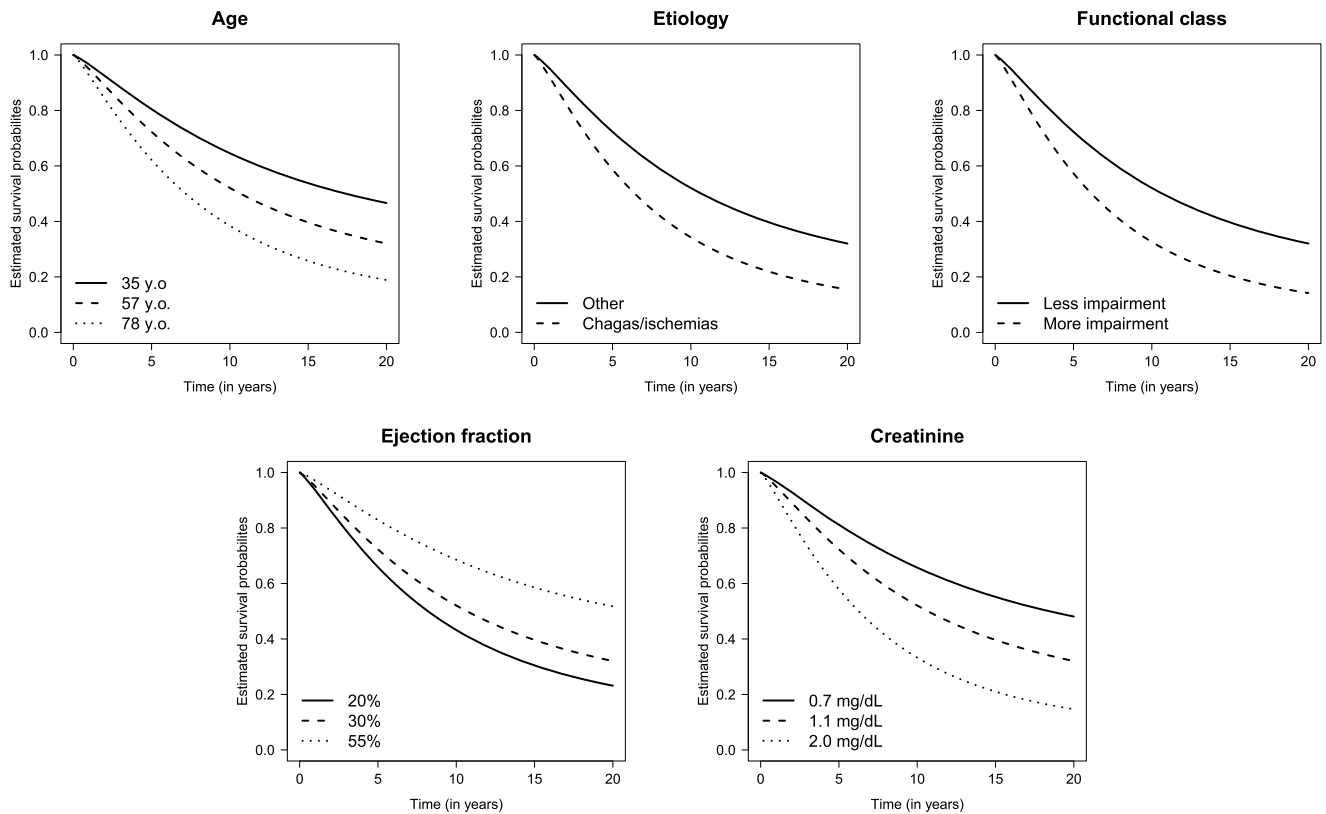 Age
Estimated survival probabilites
1.0
0.8
0.6
0.4
0.2
0.0
35 y.o
57 y.o.
78 y.o.
0 5 10 15 20
Time (in years)
Etiology
Estimated survival probabilites
1.0
0.8
0.6
0.4
0.2
0.0
Other
Chagas/ischemias
0 5 10 15 20
Time (in years)
Functional class
Estimated survival probabilites
1.0
0.8
0.6
0.4
0.2
0.0
Less impairment
More impairment
0 5 10 15 20
Time (in years)
Ejection fraction
Estimated survival probabilites
1.0
0.8
0.6
0.4
0.2
0.0
20%
30%
55%
0 5 10 15 20
Time (in years)
Creatinine
Estimated survival probabilites
1.0
0.8
0.6
0.4
0.2
0.0
0.7 mg/dL
1.1 mg/dL
2.0 mg/dL
0 5 10 15 20
Time (in years)